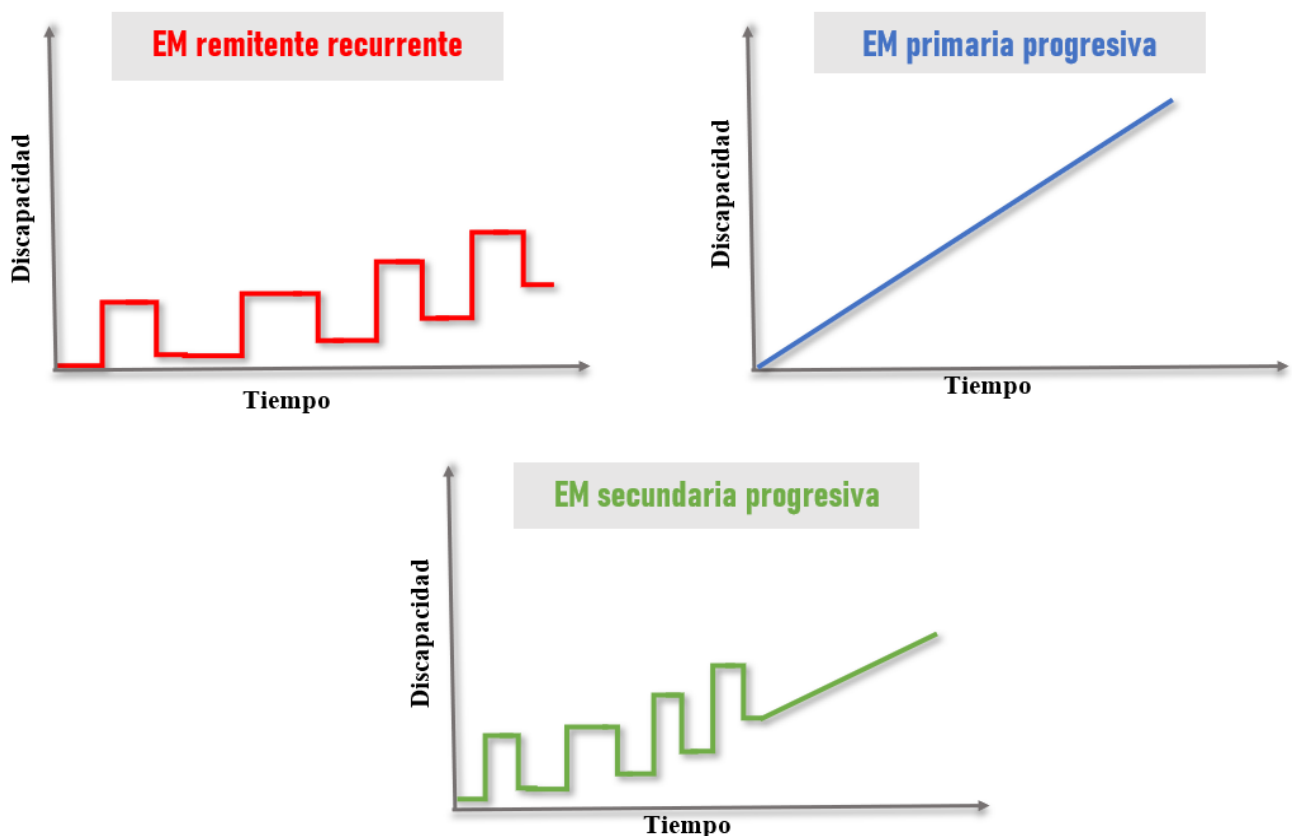 EM remitente recurrente
Discapacidad
Tiempo
EM primaria progresiva
Discapacidad
Tiempo
EM secundaria progresiva
Discapacidad
Tiempo